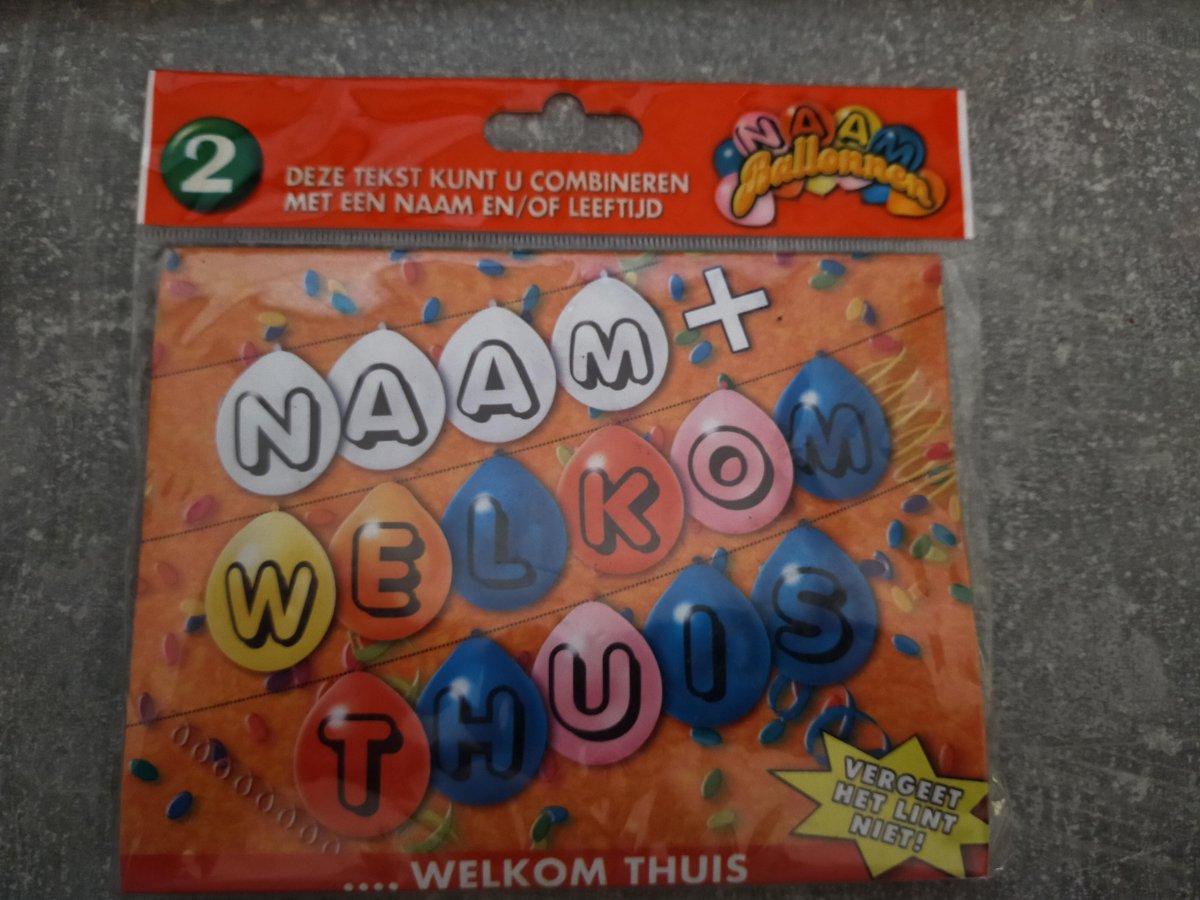 2
DEZE TEKST KUNT U COMBINEREN
MET EEN NAAM EN/OF LEEFTIJD
NAAM
Ballonnen
NAAM +
WELKOM
THUIS
VERGEET
HET LINT
NIET!
.... WELKOM THUIS